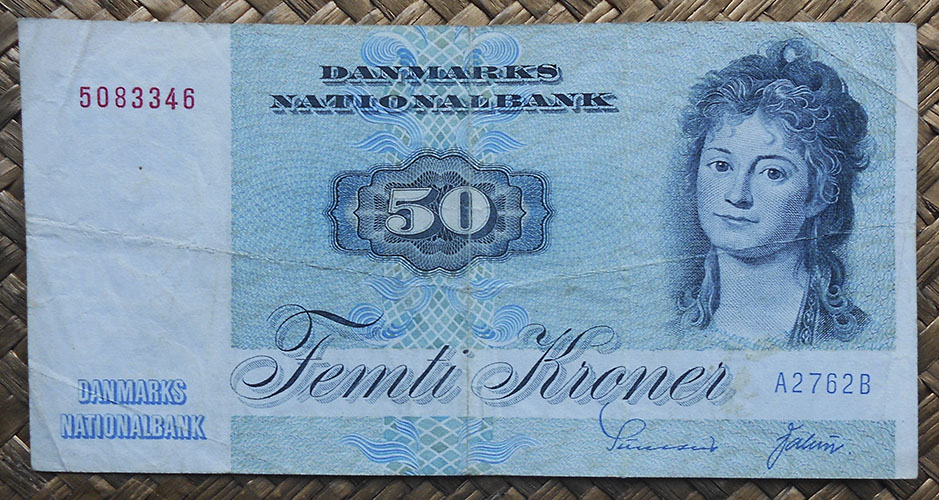 5083346
DANMARKS
NATIONALBANK
50
Femti Kroner
A2762B
DANMARKS
NATIONALBANK